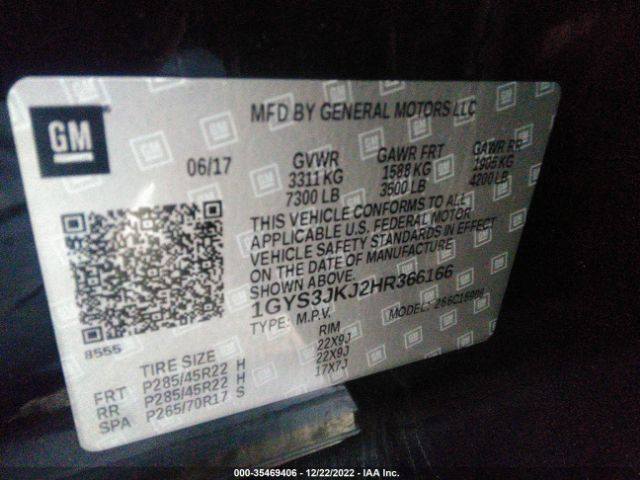 GM
MFD BY GENERAL MOTORS LLC
06/17 GVWR GAWR FRT GAWR RR
3311 KG 1588 KG 1905 KG
7300 LB 3500 LB 4200 LB
THIS VEHICLE CONFORMS TO ALL
APPLICABLE U.S. FEDERAL MOTOR
VEHICLE SAFETY STANDARDS IN EFFECT
ON THE DATE OF MANUFACTURE
SHOWN ABOVE.
1GYS3JKJ2HR366166
TYPE: M.P.V. MODEL:
8555
TIRE SIZE RIM
FRT P285/45R22 H 22X9J
RR P285/45R22 H 22X9J
SPA P265/70R17 S 17X7J
000-35469406 - 12/22/2022 - IAA Inc.